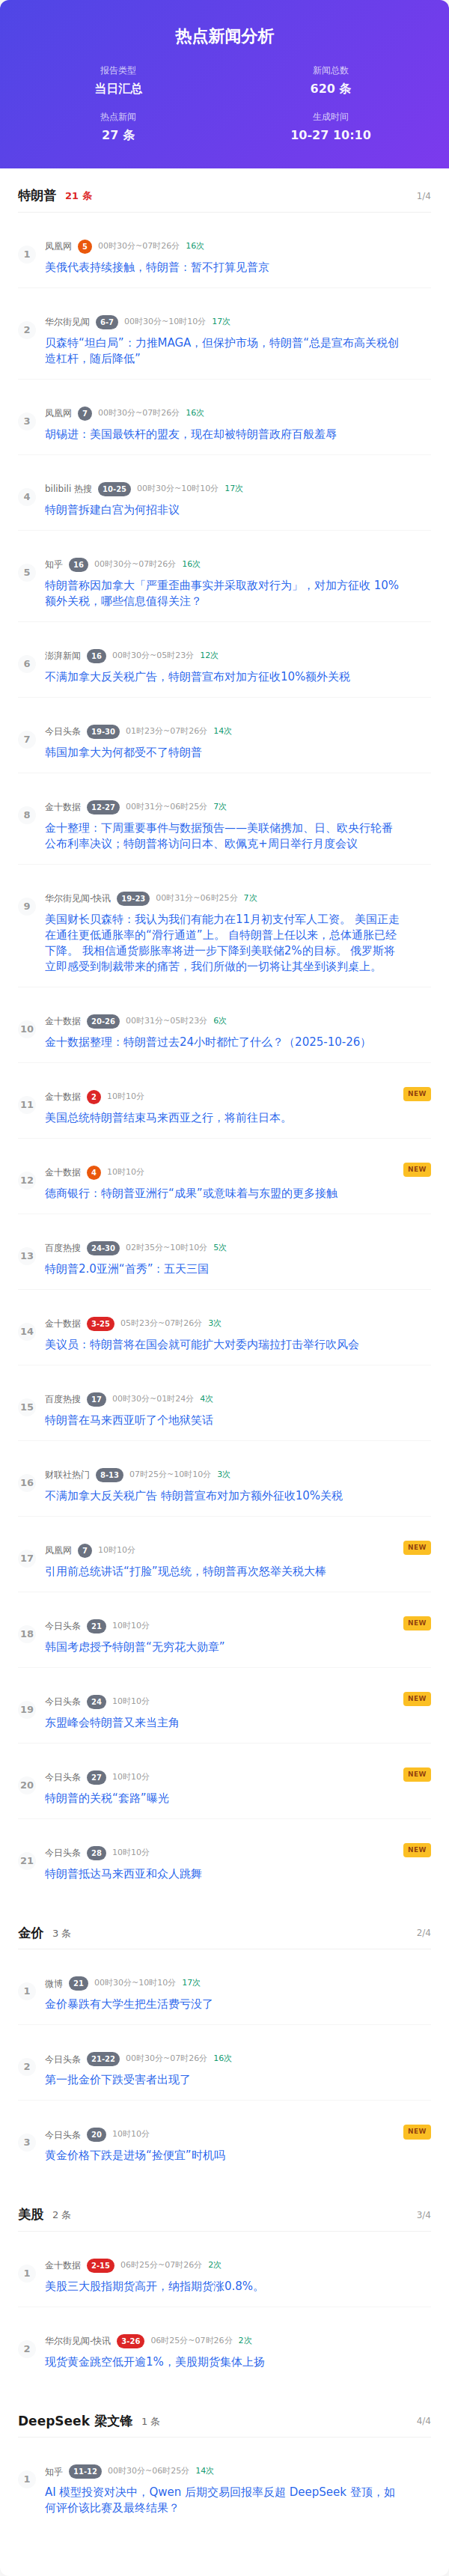 热点新闻分析
报告类型
当日汇总
新闻总数
620 条
热点新闻
27 条
生成时间
10-27 10:10
特朗普 21 条 1/4
1
凤凰网 5 00时30分~07时26分 16次
美俄代表持续接触，特朗普：暂不打算见普京
2
华尔街见闻 6-7 00时30分~10时10分 17次
贝森特“坦白局”：力推MAGA，但保护市场，特朗普“总是宣布高关税创
造杠杆，随后降低”
3
凤凰网 7 00时30分~07时26分 16次
胡锡进：美国最铁杆的盟友，现在却被特朗普政府百般羞辱
4
bilibili 热搜 10-25 00时30分~10时10分 17次
特朗普拆建白宫为何招非议
5
知乎 16 00时30分~07时26分 16次
特朗普称因加拿大「严重歪曲事实并采取敌对行为」，对加方征收 10%
额外关税，哪些信息值得关注？
6
澎湃新闻 16 00时30分~05时23分 12次
不满加拿大反关税广告，特朗普宣布对加方征收10%额外关税
7
今日头条 19-30 01时23分~07时26分 14次
韩国加拿大为何都受不了特朗普
8
金十数据 12-27 00时31分~06时25分 7次
金十整理：下周重要事件与数据预告——美联储携加、日、欧央行轮番
公布利率决议；特朗普将访问日本、欧佩克+周日举行月度会议
9
华尔街见闻-快讯 19-23 00时31分~06时25分 7次
美国财长贝森特：我认为我们有能力在11月初支付军人工资。 美国正走
在通往更低通胀率的“滑行通道”上。 自特朗普上任以来，总体通胀已经
下降。 我相信通货膨胀率将进一步下降到美联储2%的目标。 俄罗斯将
立即感受到制裁带来的痛苦，我们所做的一切将让其坐到谈判桌上。
10
金十数据 20-26 00时31分~05时23分 6次
金十数据整理：特朗普过去24小时都忙了什么？（2025-10-26）
11
金十数据 2 10时10分 NEW
美国总统特朗普结束马来西亚之行，将前往日本。
12
金十数据 4 10时10分 NEW
德商银行：特朗普亚洲行“成果”或意味着与东盟的更多接触
13
百度热搜 24-30 02时35分~10时10分 5次
特朗普2.0亚洲“首秀”：五天三国
14
金十数据 3-25 05时23分~07时26分 3次
美议员：特朗普将在国会就可能扩大对委内瑞拉打击举行吹风会
15
百度热搜 17 00时30分~01时24分 4次
特朗普在马来西亚听了个地狱笑话
16
财联社热门 8-13 07时25分~10时10分 3次
不满加拿大反关税广告 特朗普宣布对加方额外征收10%关税
17
凤凰网 7 10时10分 NEW
引用前总统讲话“打脸”现总统，特朗普再次怒举关税大棒
18
今日头条 21 10时10分 NEW
韩国考虑授予特朗普“无穷花大勋章”
19
今日头条 24 10时10分 NEW
东盟峰会特朗普又来当主角
20
今日头条 27 10时10分 NEW
特朗普的关税“套路”曝光
21
今日头条 28 10时10分 NEW
特朗普抵达马来西亚和众人跳舞
金价 3 条 2/4
1
微博 21 00时30分~10时10分 17次
金价暴跌有大学生把生活费亏没了
2
今日头条 21-22 00时30分~07时26分 16次
第一批金价下跌受害者出现了
3
今日头条 20 10时10分 NEW
黄金价格下跌是进场“捡便宜”时机吗
美股 2 条 3/4
1
金十数据 2-15 06时25分~07时26分 2次
美股三大股指期货高开，纳指期货涨0.8%。
2
华尔街见闻-快讯 3-26 06时25分~07时26分 2次
现货黄金跳空低开逾1%，美股期货集体上扬
DeepSeek 梁文锋 1 条 4/4
1
知乎 11-12 00时30分~06时25分 14次
AI 模型投资对决中，Qwen 后期交易回报率反超 DeepSeek 登顶，如
何评价该比赛及最终结果？